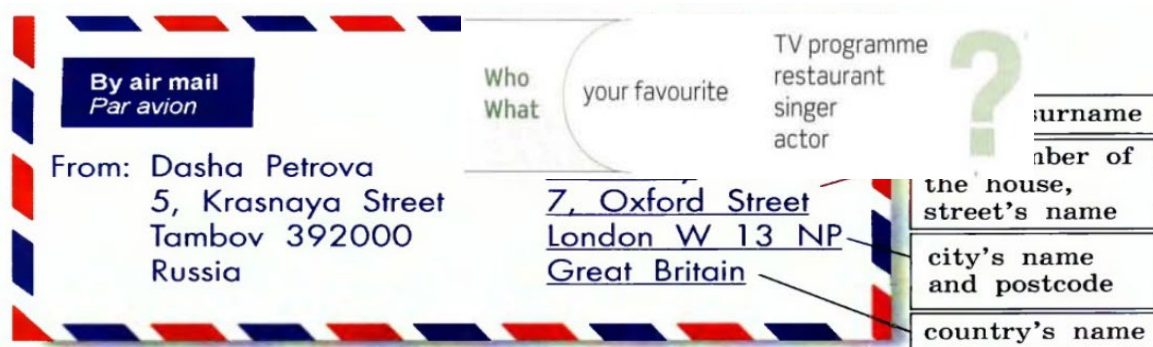 By air mail
Par avion
From: Dasha Petrova
5, Krasnaya Street
Tambov 392000
Russia
Who
What
your favourite
TV programme
restaurant
singer
actor
?
7, Oxford Street
London W 13 NP
Great Britain
surname
of
the house,
street's name
city's name
and postcode
country's name